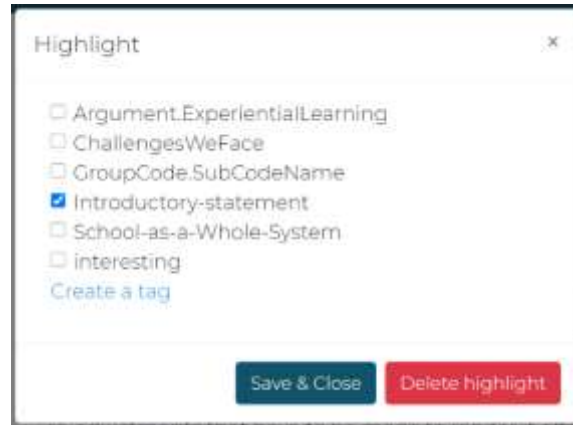 Highlight
×
Argument.ExperientialLearning
ChallengesWeFace
GroupCode.SubCodeName
Introductory-statement
School-as-a-Whole-System
interesting
Create a tag
Save & Close Delete highlight